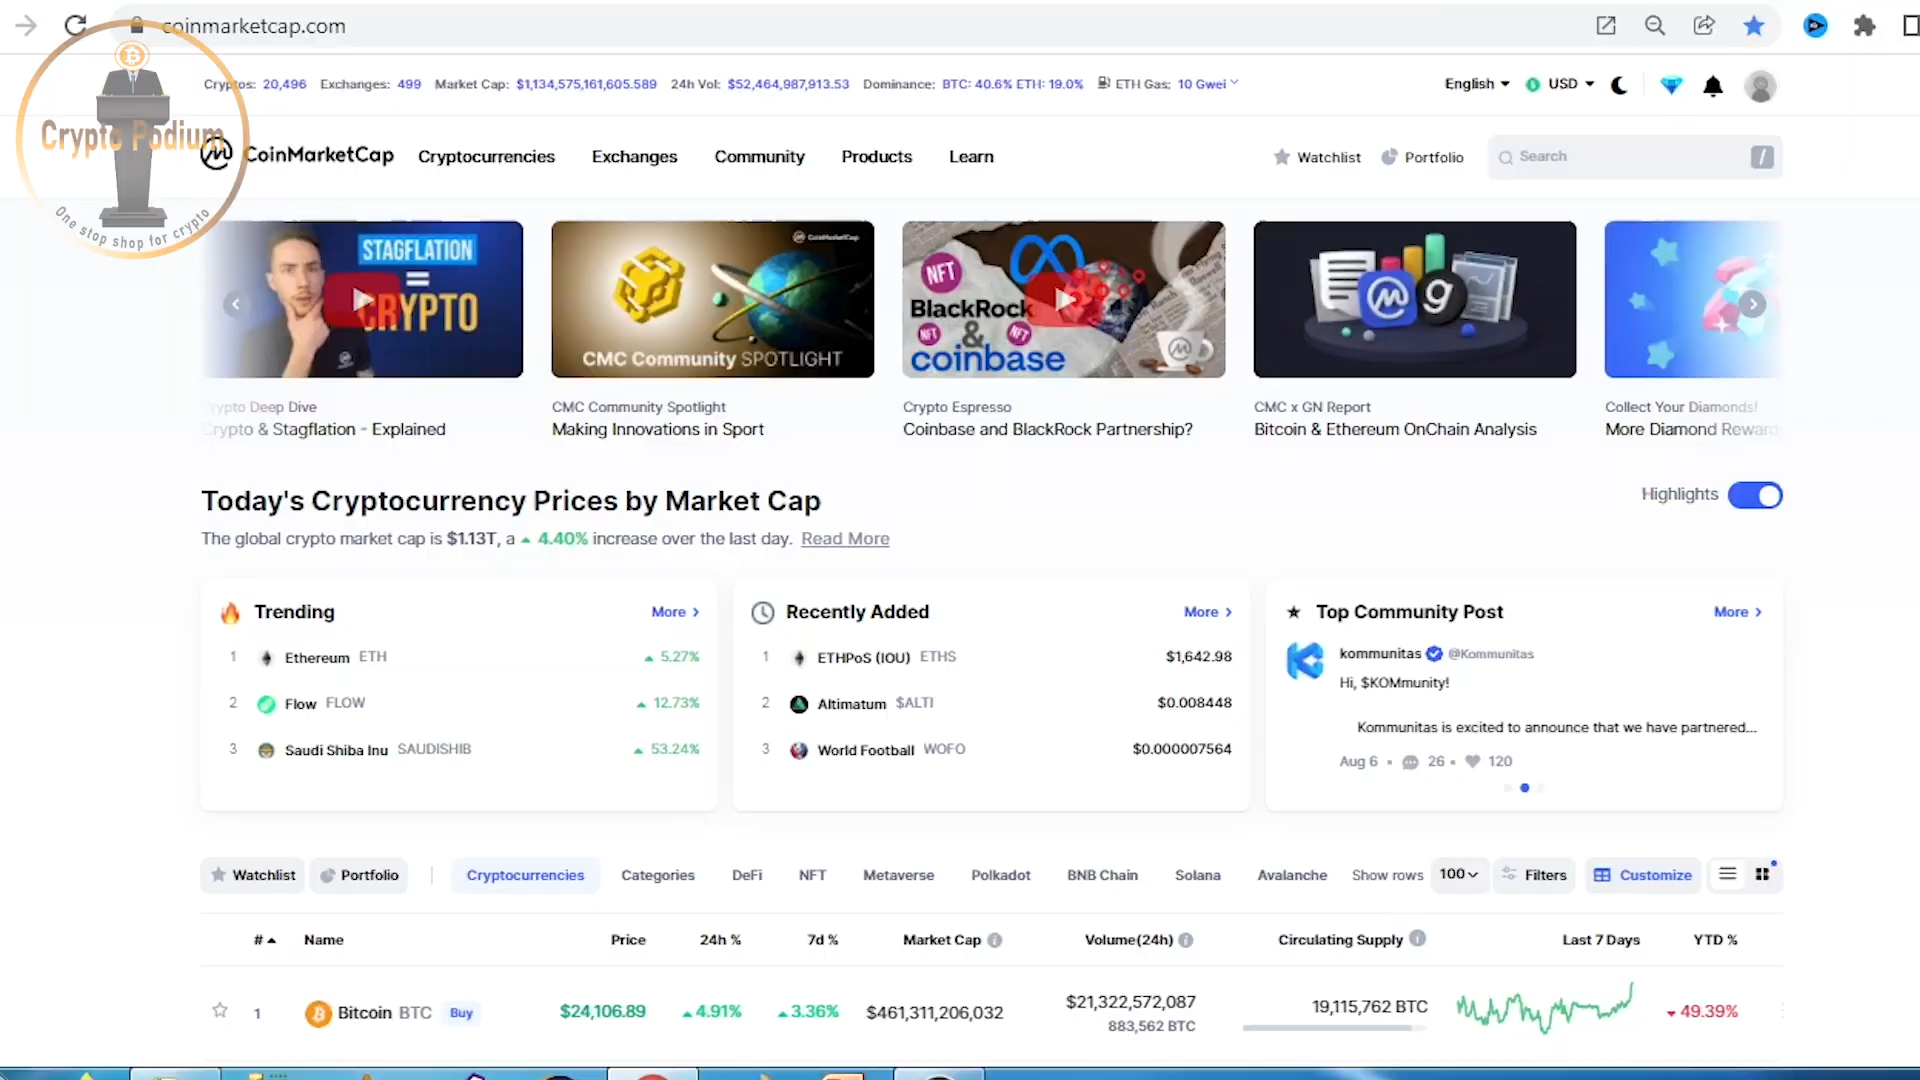 coinmarketcap.com
Cryptos: 20,496 Exchanges: 499 Market Cap: $1,134,575,161,605.589 24h Vol: $52,464,987,913.53 Dominance: BTC: 40.6% ETH: 19.0% ETH Gas: 10 Gwei
English USD
Crypto Podium
One stop shop for crypto
CoinMarketCap Cryptocurrencies Exchanges Community Products Learn
Watchlist Portfolio Search /
STAGFLATION
=
CRYPTO
CoinMarketCap
CMC Community SPOTLIGHT
NFT
BlackRock
NFT & NFT
coinbase
Crypto Deep Dive
Crypto & Stagflation - Explained
CMC Community Spotlight
Making Innovations in Sport
Crypto Espresso
Coinbase and BlackRock Partnership?
CMC x GN Report
Bitcoin & Ethereum OnChain Analysis
Collect Your Diamonds!
More Diamond Reward
Today's Cryptocurrency Prices by Market Cap
Highlights
The global crypto market cap is $1.13T, a 4.40% increase over the last day. Read More
Trending More
1 Ethereum ETH 5.27%
2 Flow FLOW 12.73%
3 Saudi Shiba Inu SAUDISHIB 53.24%
Recently Added More
1 ETHPoS (IOU) ETHS $1,642.98
2 Altimatum $ALTI $0.008448
3 World Football WOFO $0.000007564
Top Community Post More
kommunitas @Kommunitas
Hi, $KOMmunity!
Kommunitas is excited to announce that we have partnered...
Aug 6 • 26 • 120
Watchlist Portfolio Cryptocurrencies Categories DeFi NFT Metaverse Polkadot BNB Chain Solana Avalanche Show rows 100 Filters Customize
# Name Price 24h % 7d % Market Cap Volume(24h) Circulating Supply Last 7 Days YTD %
1 Bitcoin BTC Buy $24,106.89 4.91% 3.36% $461,311,206,032 $21,322,572,087 19,115,762 BTC 49.39%
883,562 BTC